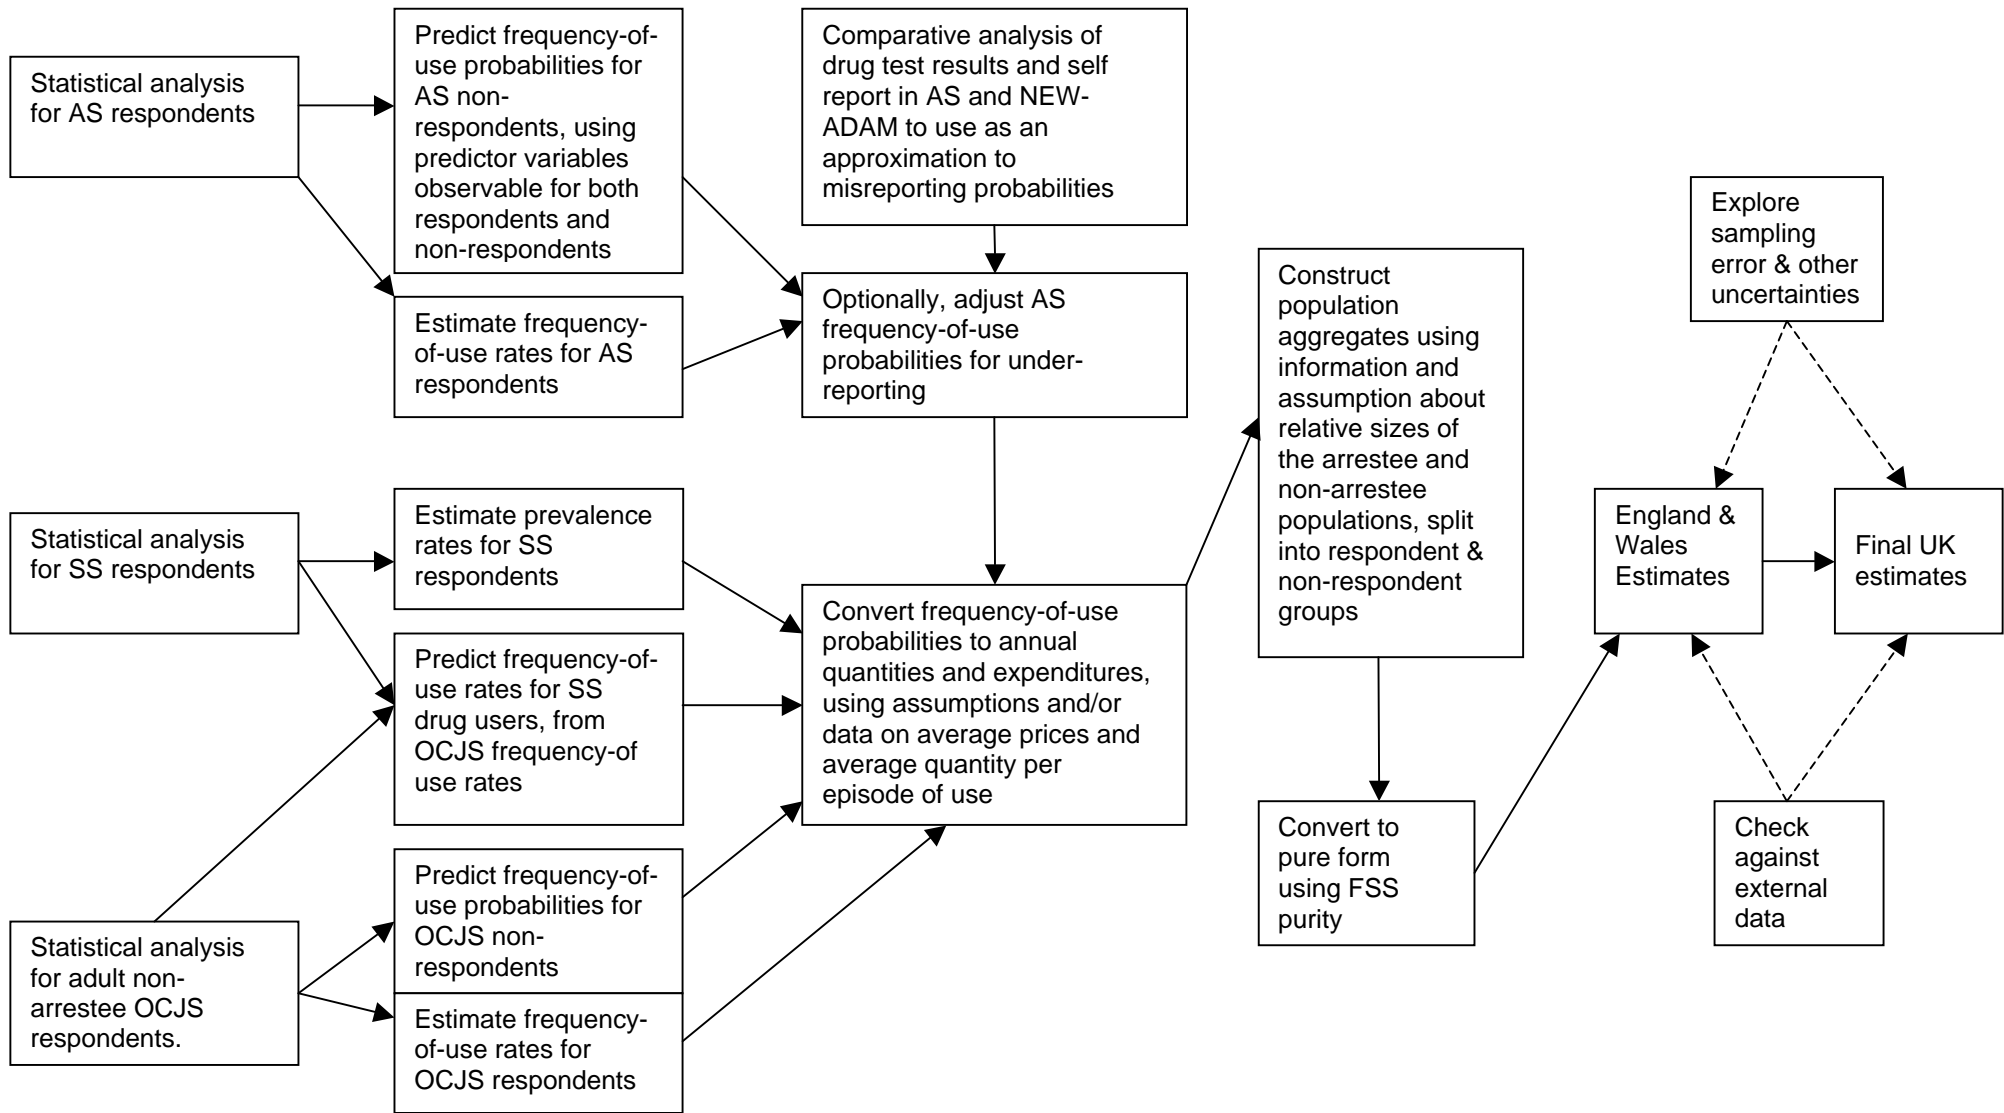 Statistical analysis
for AS respondents
Predict frequency-of-
use probabilities for
AS non-
respondents, using
predictor variables
observable for both
respondents and
non-respondents
Estimate frequency-
of-use rates for AS
respondents
Comparative analysis of
drug test results and self
report in AS and NEW-
ADAM to use as an
approximation to
misreporting probabilities
Optionally, adjust AS
frequency-of-use
probabilities for under-
reporting
Statistical analysis
for SS respondents
Estimate prevalence
rates for SS
respondents
Predict frequency-of-
use rates for SS
drug users, from
OCJS frequency-of
use rates
Statistical analysis
for adult non-
arrestee OCJS
respondents.
Predict frequency-of-
use probabilities for
OCJS non-
respondents
Estimate frequency-
of-use rates for
OCJS respondents
Convert frequency-of-use
probabilities to annual
quantities and expenditures,
using assumptions and/or
data on average prices and
average quantity per
episode of use
Construct
population
aggregates using
information and
assumption about
relative sizes of
the arrestee and
non-arrestee
populations, split
into respondent &
non-respondent
groups
Convert to
pure form
using FSS
purity
Explore
sampling
error & other
uncertainties
England &
Wales
Estimates
Final UK
estimates
Check
against
external
data